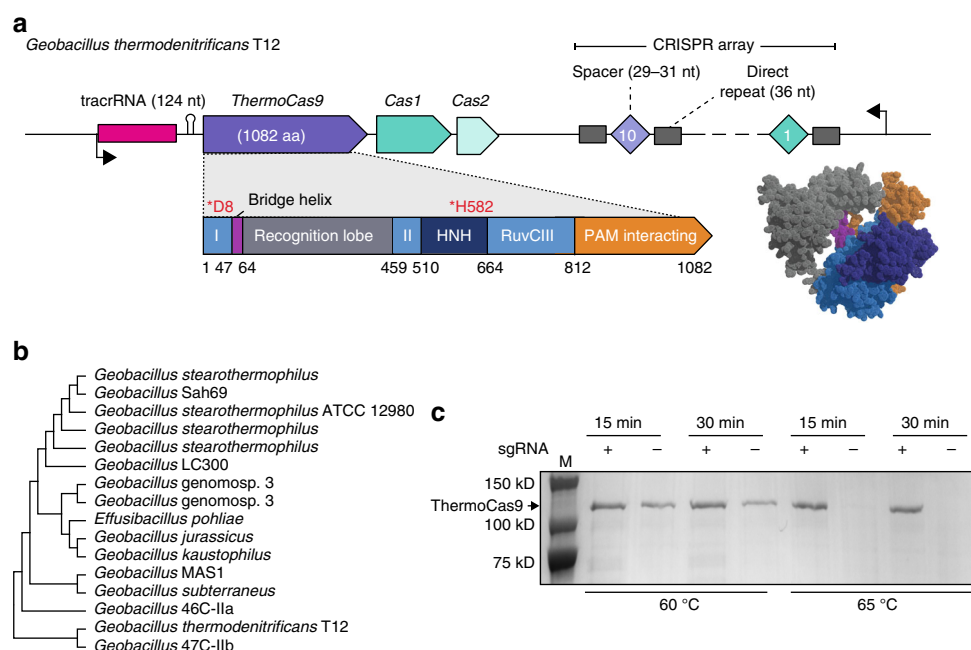 a
Geobacillus thermodenitrificans T12
CRISPR array
Spacer (29–31 nt)
Direct
repeat (36 nt)
tracrRNA (124 nt)
ThermoCas9
Cas1
Cas2
(1082 aa)
10
1
*D8
Bridge helix
*H582
I
Recognition lobe
II
HNH
RuvCIII
PAM interacting
1 47 64 459 510 664 812 1082
b
Geobacillus stearothermophilus
Geobacillus Sah69
Geobacillus stearothermophilus ATCC 12980
Geobacillus stearothermophilus
Geobacillus stearothermophilus
Geobacillus LC300
Geobacillus genomosp. 3
Geobacillus genomosp. 3
Effusibacillus pohliae
Geobacillus jurassicus
Geobacillus kaustophilus
Geobacillus MAS1
Geobacillus subterraneus
Geobacillus 46C-IIa
Geobacillus thermodenitrificans T12
Geobacillus 47C-IIb
c
15 min 30 min 15 min 30 min
sgRNA + – + – + – + –
M
150 kD
ThermoCas9
100 kD
75 kD
60 °C 65 °C